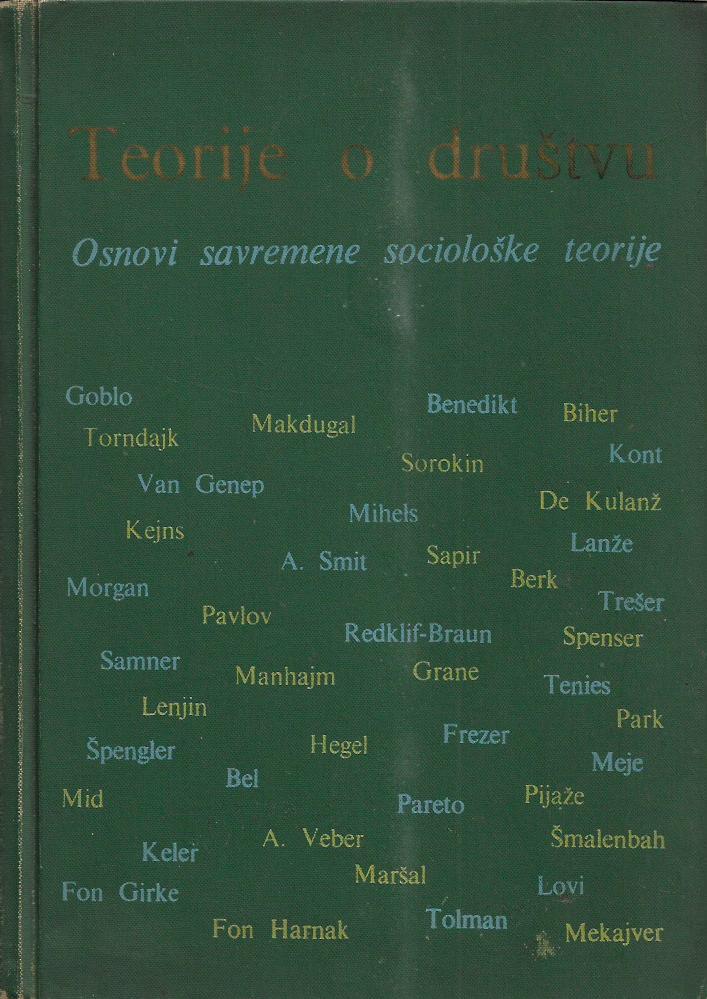 Teorije o društvu
Osnovi savremene sociološke teorije
Goblo
Benedikt
Biher
Makdugal
Torndajk
Kont
Sorokin
Van Genep
De Kulanž
Mihels
Kejns
Lanže
Sapir
A. Smit
Berk
Morgan
Trešer
Pavlov
Redklif-Braun
Spenser
Samner
Grane
Manhajm
Tenies
Lenjin
Park
Frezer
Hegel
Špengler
Meje
Bel
Pijaže
Mid
Pareto
A. Veber
Šmalenbah
Keler
Maršal
Lovi
Fon Girke
Tolman
Fon Harnak
Mekajver